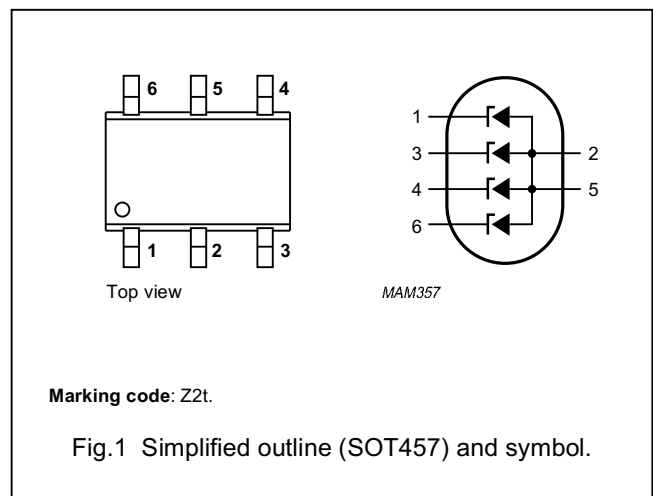 6 5 4
1 2 3
Top view
1
3
4
6
2
5
MAM357
Marking code: Z2t.
Fig.1 Simplified outline (SOT457) and symbol.